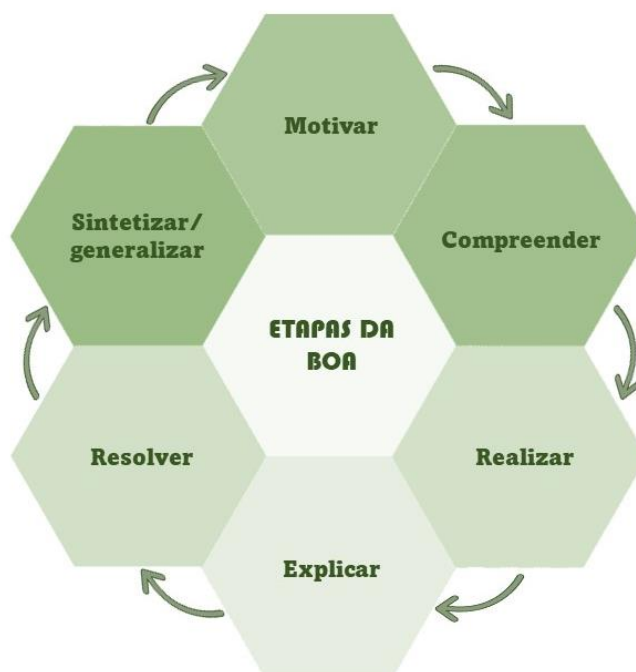 Motivar
Compreender
Realizar
Explicar
Resolver
Sintetizar/
generalizar
ETAPAS DA
BOA